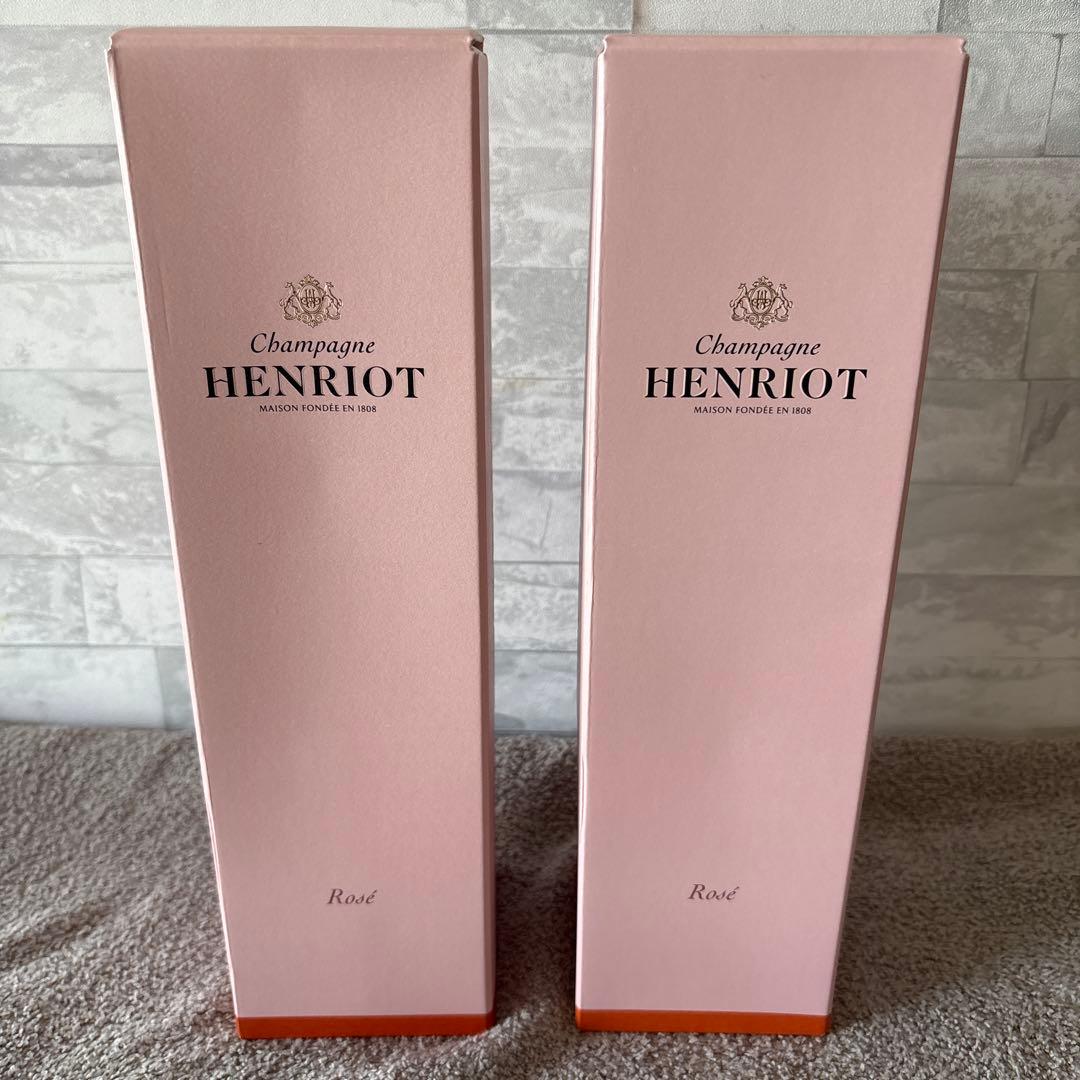 Champagne
HENRIOT
MAISON FONDÉE EN 1808
Rosé
Champagne
HENRIOT
MAISON FONDÉE EN 1808
Rosé